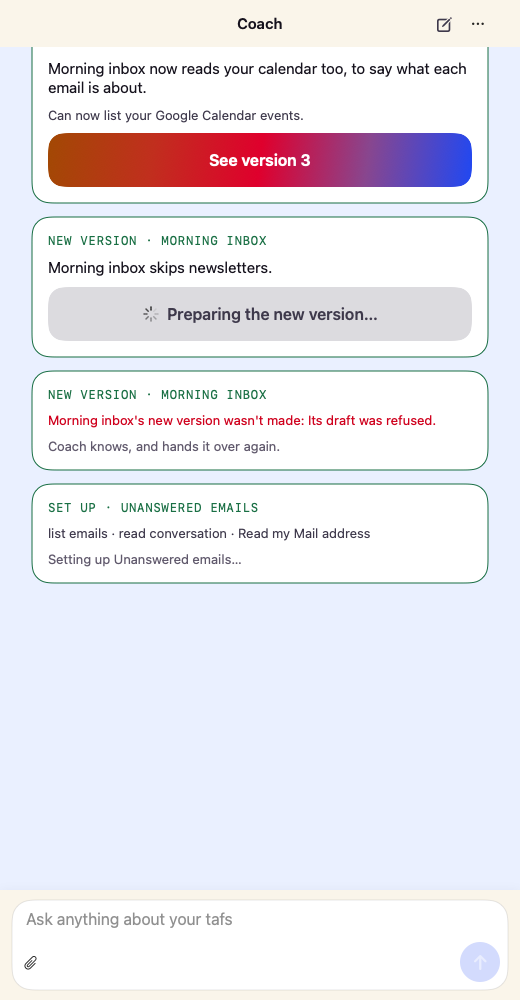 Coach
Morning inbox now reads your calendar too, to say what each
email is about.
Can now list your Google Calendar events.
See version 3
NEW VERSION · MORNING INBOX
Morning inbox skips newsletters.
Preparing the new version...
NEW VERSION · MORNING INBOX
Morning inbox's new version wasn't made: Its draft was refused.
Coach knows, and hands it over again.
SET UP · UNANSWERED EMAILS
list emails · read conversation · Read my Mail address
Setting up Unanswered emails…
Ask anything about your tafs